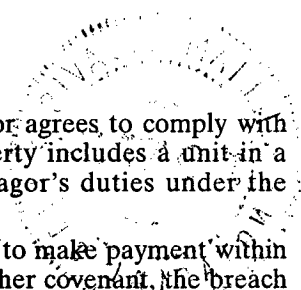 or agrees to comply with
erty includes a unit in a
agor's duties under the
to make payment within
her covenant, the breach